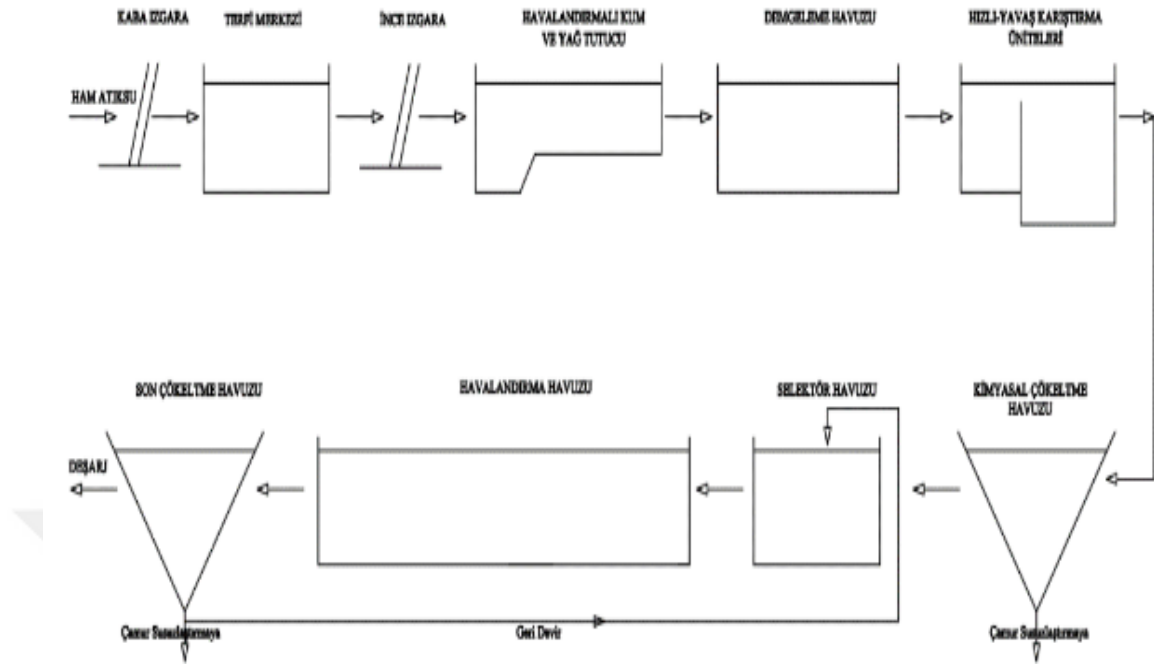 KABA IZGARA
TERFİ MERKEZİ
İNCE IZGARA
HAVALANDIRMALI KUM
VE YAĞ TUTUCU
DEMGELEME HAVUZU
HIZLI-YAVAŞ KARIŞTIRMA
ÜNİTELERİ
HAM ATIKSU
SON ÇÖKELTME HAVUZU
HAVALANDIRMA HAVUZU
SELEKTÖR HAVUZU
KİMYASAL ÇÖKELTME
HAVUZU
DEŞARJ
Çamur Susuzlaştırmaya
Geri Devir
Çamur Susuzlaştırmaya